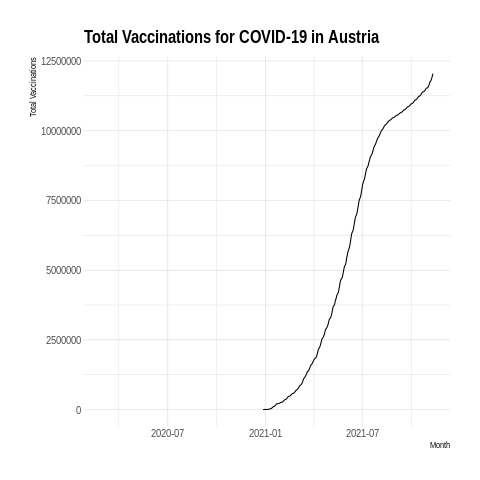 Total Vaccinations for COVID-19 in Austria
Total Vaccinations
12500000
10000000
7500000
5000000
2500000
0
2020-07 2021-01 2021-07
Month